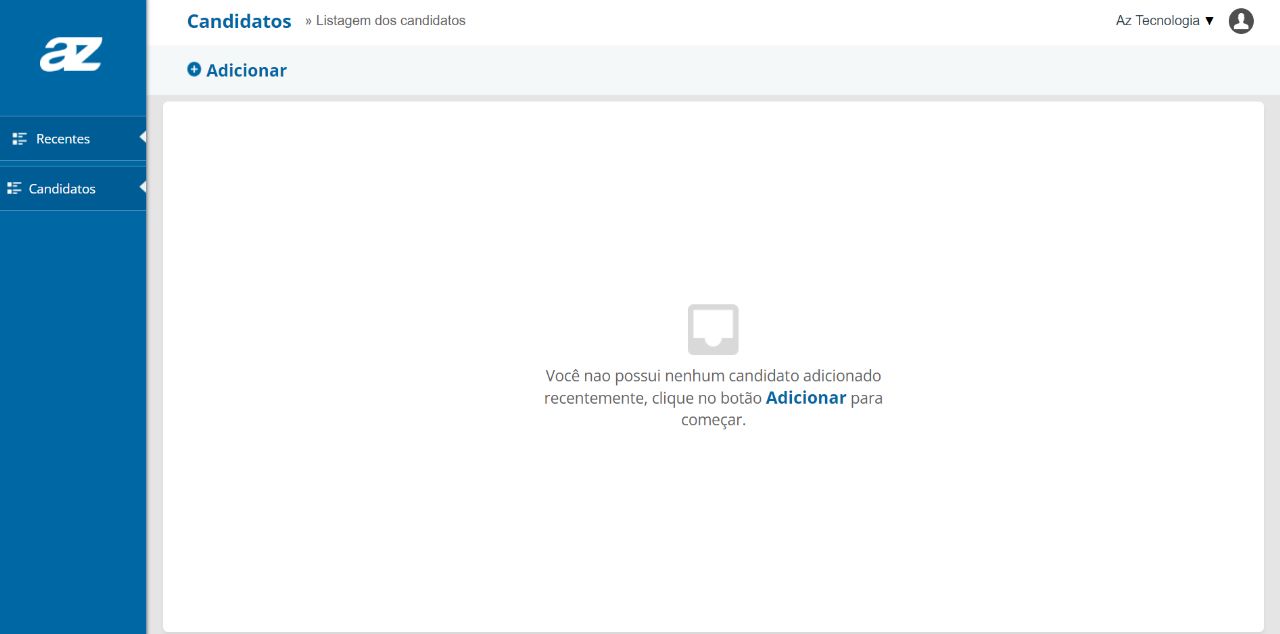 az
Candidatos » Listagem dos candidatos
Az Tecnologia ▼
Adicionar
Recentes
Candidatos
Você nao possui nenhum candidato adicionado
recentemente, clique no botão Adicionar para
começar.